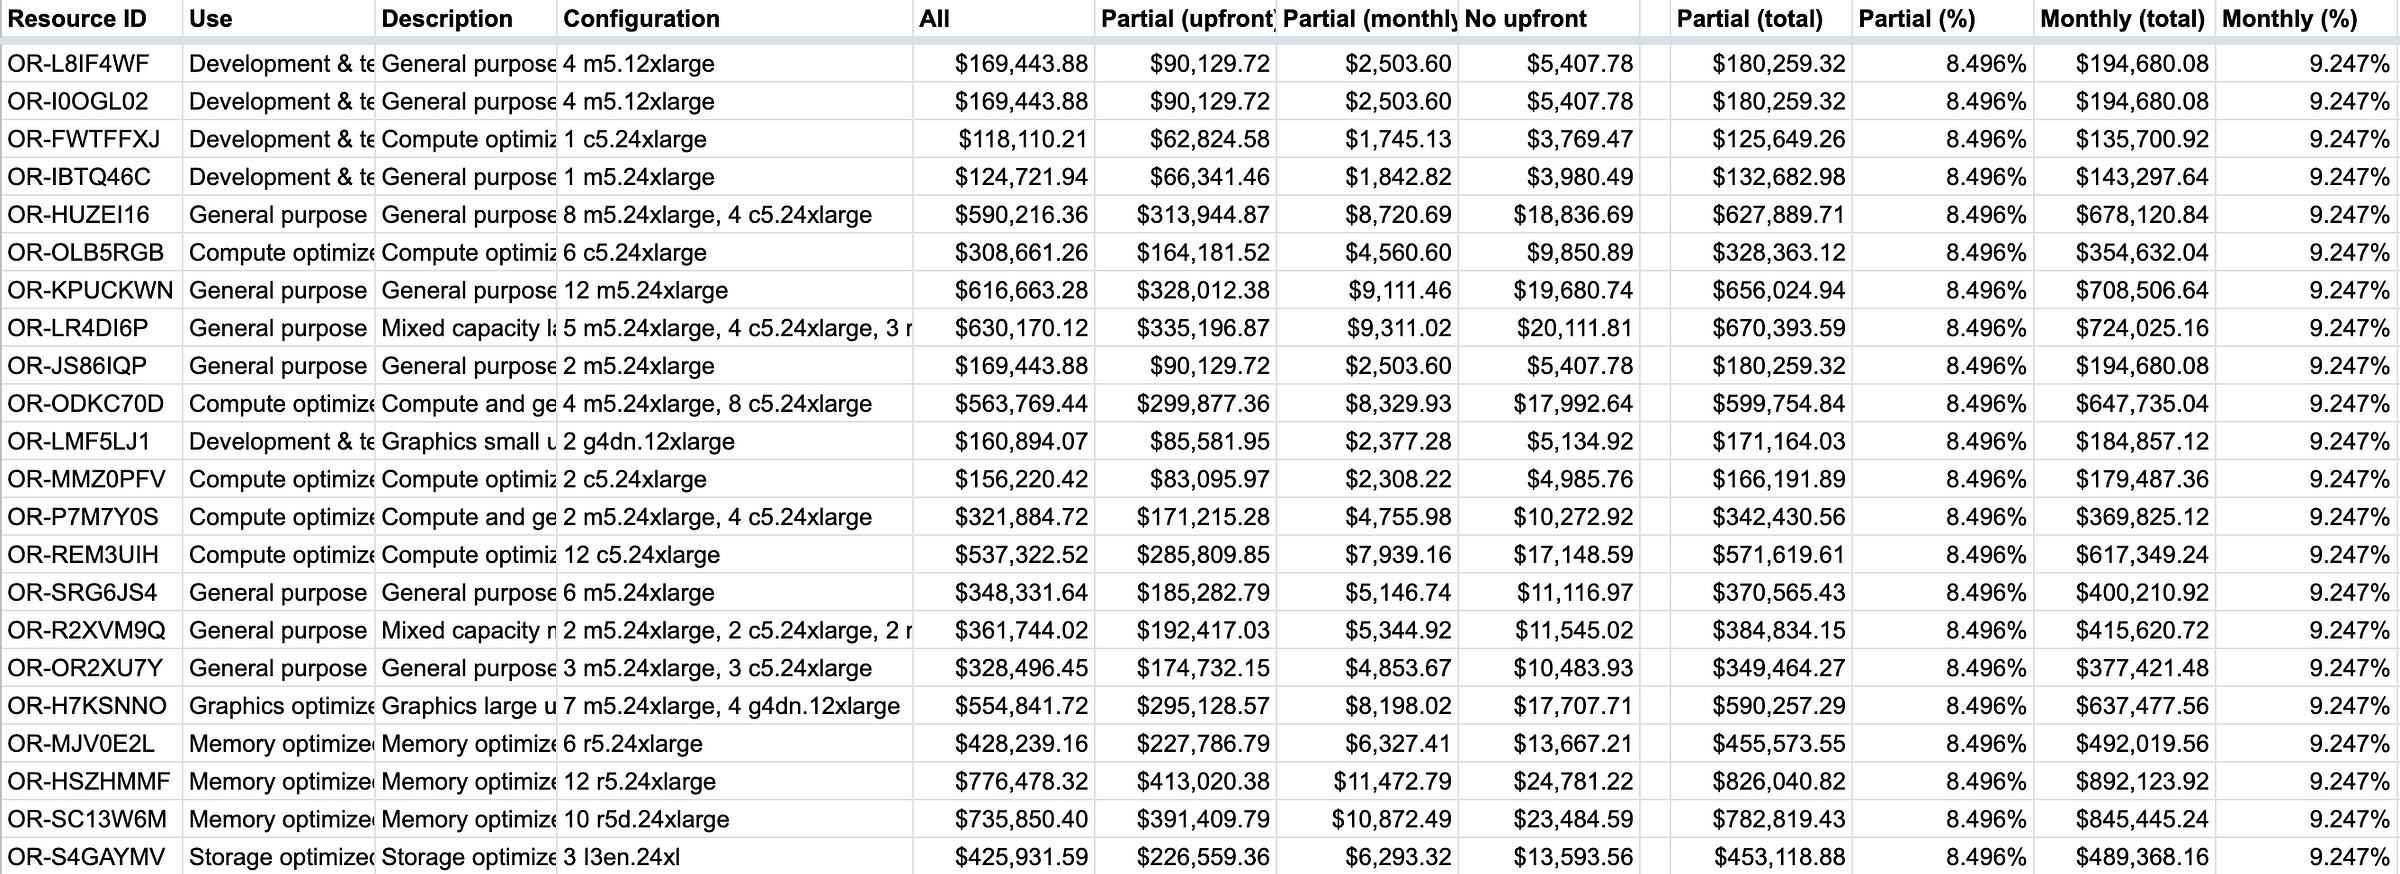 Resource ID Use Description Configuration All Partial (upfront) Partial (monthly No upfront Partial (total) Partial (%) Monthly (total) Monthly (%)
OR-L8IF4WF Development & te General purpose 4 m5.12xlarge $169,443.88 $90,129.72 $2,503.60 $5,407.78 $180,259.32 8.496% $194,680.08 9.247%
OR-I0OGL02 Development & te General purpose 4 m5.12xlarge $169,443.88 $90,129.72 $2,503.60 $5,407.78 $180,259.32 8.496% $194,680.08 9.247%
OR-FWTFFXJ Development & te Compute optimiz 1 c5.24xlarge $118,110.21 $62,824.58 $1,745.13 $3,769.47 $125,649.26 8.496% $135,700.92 9.247%
OR-IBTQ46C Development & te General purpose 1 m5.24xlarge $124,721.94 $66,341.46 $1,842.82 $3,980.49 $132,682.98 8.496% $143,297.64 9.247%
OR-HUZEI16 General purpose General purpose 8 m5.24xlarge, 4 c5.24xlarge $590,216.36 $313,944.87 $8,720.69 $18,836.69 $627,889.71 8.496% $678,120.84 9.247%
OR-OLB5RGB Compute optimize Compute optimiz 6 c5.24xlarge $308,661.26 $164,181.52 $4,560.60 $9,850.89 $328,363.12 8.496% $354,632.04 9.247%
OR-KPUCKWN General purpose General purpose 12 m5.24xlarge $616,663.28 $328,012.38 $9,111.46 $19,680.74 $656,024.94 8.496% $708,506.64 9.247%
OR-LR4DI6P General purpose Mixed capacity la 5 m5.24xlarge, 4 c5.24xlarge, 3 r $630,170.12 $335,196.87 $9,311.02 $20,111.81 $670,393.59 8.496% $724,025.16 9.247%
OR-JS86IQP General purpose General purpose 2 m5.24xlarge $169,443.88 $90,129.72 $2,503.60 $5,407.78 $180,259.32 8.496% $194,680.08 9.247%
OR-ODKC70D Compute optimize Compute and ge 4 m5.24xlarge, 8 c5.24xlarge $563,769.44 $299,877.36 $8,329.93 $17,992.64 $599,754.84 8.496% $647,735.04 9.247%
OR-LMF5LJ1 Development & te Graphics small u 2 g4dn.12xlarge $160,894.07 $85,581.95 $2,377.28 $5,134.92 $171,164.03 8.496% $184,857.12 9.247%
OR-MMZ0PFV Compute optimize Compute optimiz 2 c5.24xlarge $156,220.42 $83,095.97 $2,308.22 $4,985.76 $166,191.89 8.496% $179,487.36 9.247%
OR-P7M7Y0S Compute optimize Compute and ge 2 m5.24xlarge, 4 c5.24xlarge $321,884.72 $171,215.28 $4,755.98 $10,272.92 $342,430.56 8.496% $369,825.12 9.247%
OR-REM3UIH Compute optimize Compute optimiz 12 c5.24xlarge $537,322.52 $285,809.85 $7,939.16 $17,148.59 $571,619.61 8.496% $617,349.24 9.247%
OR-SRG6JS4 General purpose General purpose 6 m5.24xlarge $348,331.64 $185,282.79 $5,146.74 $11,116.97 $370,565.43 8.496% $400,210.92 9.247%
OR-R2XVM9Q General purpose Mixed capacity n 2 m5.24xlarge, 2 c5.24xlarge, 2 r $361,744.02 $192,417.03 $5,344.92 $11,545.02 $384,834.15 8.496% $415,620.72 9.247%
OR-OR2XU7Y General purpose General purpose 3 m5.24xlarge, 3 c5.24xlarge $328,496.45 $174,732.15 $4,853.67 $10,483.93 $349,464.27 8.496% $377,421.48 9.247%
OR-H7KSNNO Graphics optimize Graphics large u 7 m5.24xlarge, 4 g4dn.12xlarge $554,841.72 $295,128.57 $8,198.02 $17,707.71 $590,257.29 8.496% $637,477.56 9.247%
OR-MJV0E2L Memory optimized Memory optimize 6 r5.24xlarge $428,239.16 $227,786.79 $6,327.41 $13,667.21 $455,573.55 8.496% $492,019.56 9.247%
OR-HSZHMMF Memory optimized Memory optimize 12 r5.24xlarge $776,478.32 $413,020.38 $11,472.79 $24,781.22 $826,040.82 8.496% $892,123.92 9.247%
OR-SC13W6M Memory optimized Memory optimize 10 r5d.24xlarge $735,850.40 $391,409.79 $10,872.49 $23,484.59 $782,819.43 8.496% $845,445.24 9.247%
OR-S4GAYMV Storage optimized Storage optimize 3 I3en.24xl $425,931.59 $226,559.36 $6,293.32 $13,593.56 $453,118.88 8.496% $489,368.16 9.247%